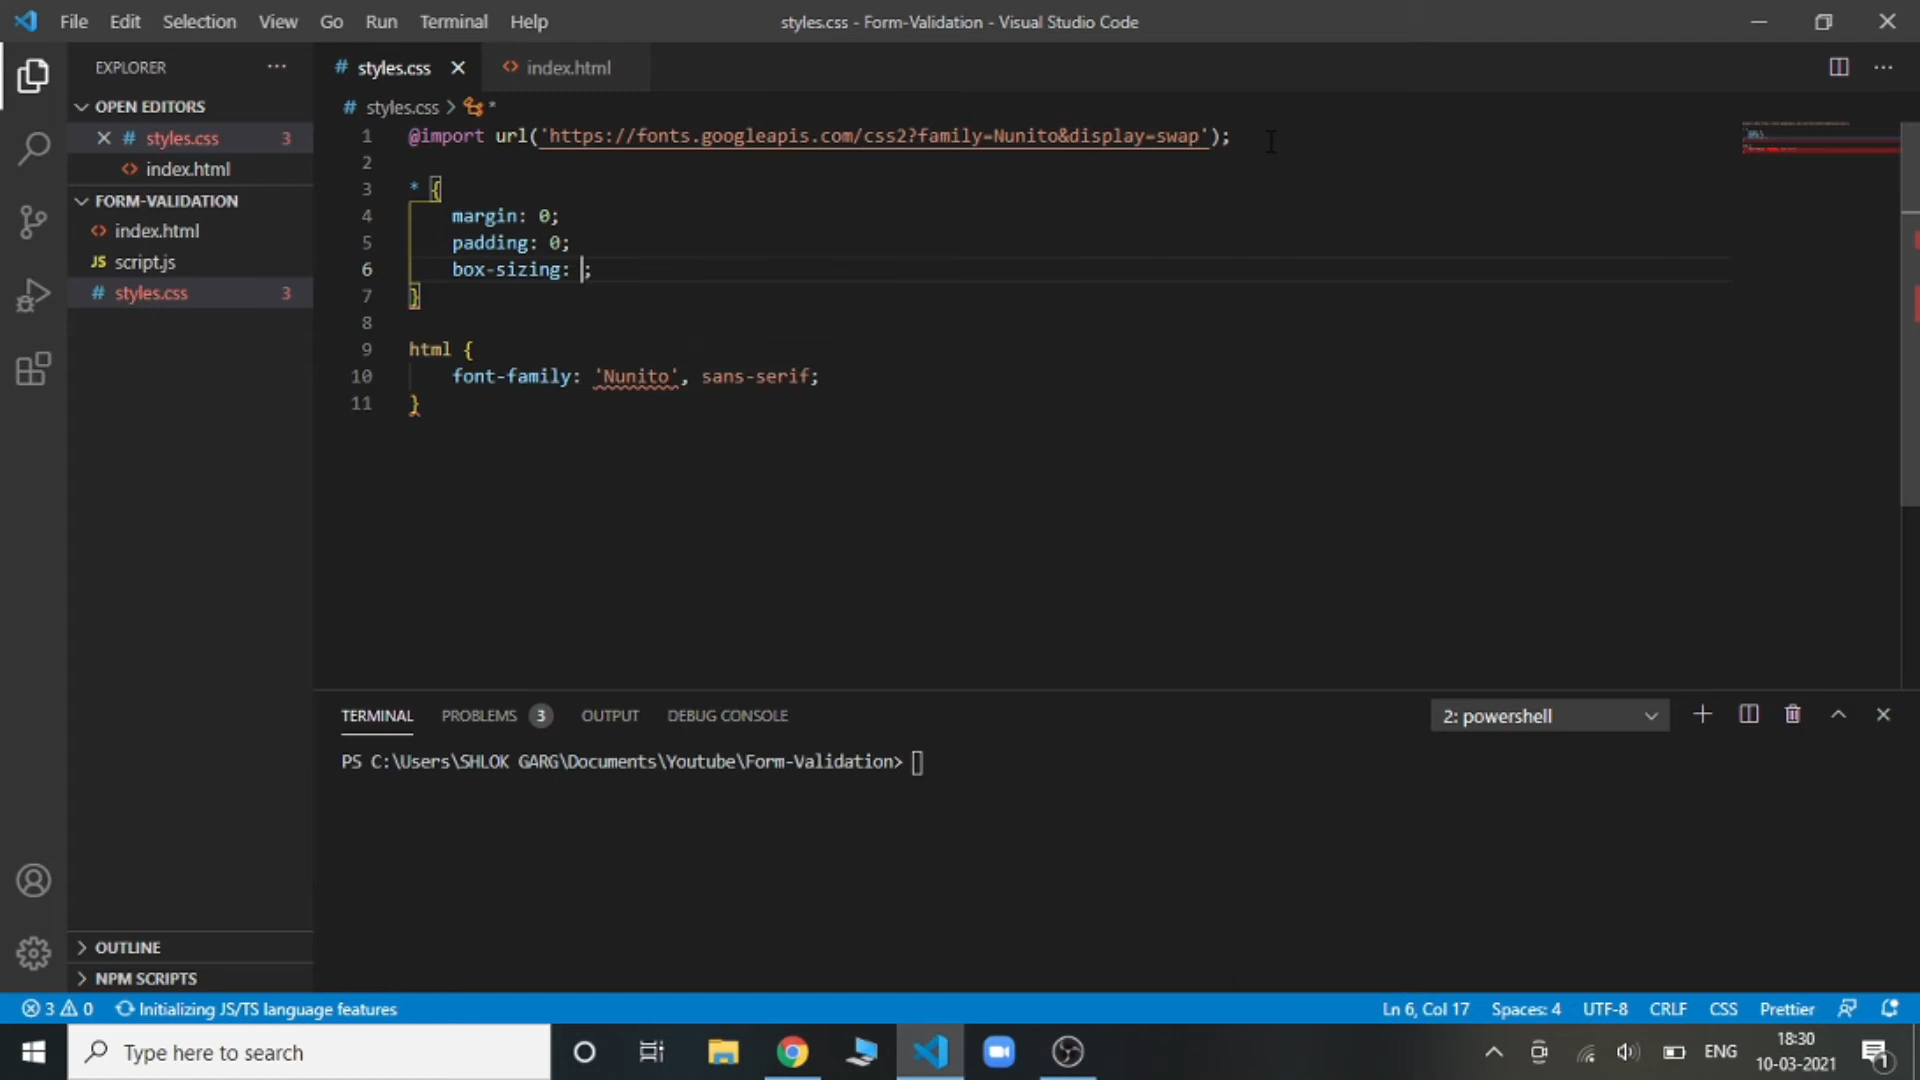 File Edit Selection View Go Run Terminal Help
styles.css - Form-Validation - Visual Studio Code
EXPLORER ···
OPEN EDITORS
# styles.css 3
<> index.html
FORM-VALIDATION
<> index.html
JS script.js
# styles.css 3
OUTLINE
NPM SCRIPTS
# styles.css
<> index.html
# styles.css > *
1 @import url('https://fonts.googleapis.com/css2?family=Nunito&display=swap');
2
3 * {
4 margin: 0;
5 padding: 0;
6 box-sizing: ;
7 }
8
9 html {
10 font-family: 'Nunito', sans-serif;
11 }
TERMINAL PROBLEMS 3 OUTPUT DEBUG CONSOLE
2: powershell
PS C:\Users\SHLOK GARG\Documents\Youtube\Form-Validation>
3 0 Initializing JS/TS language features
Ln 6, Col 17 Spaces: 4 UTF-8 CRLF CSS Prettier
Type here to search
ENG
18:30
10-03-2021
1